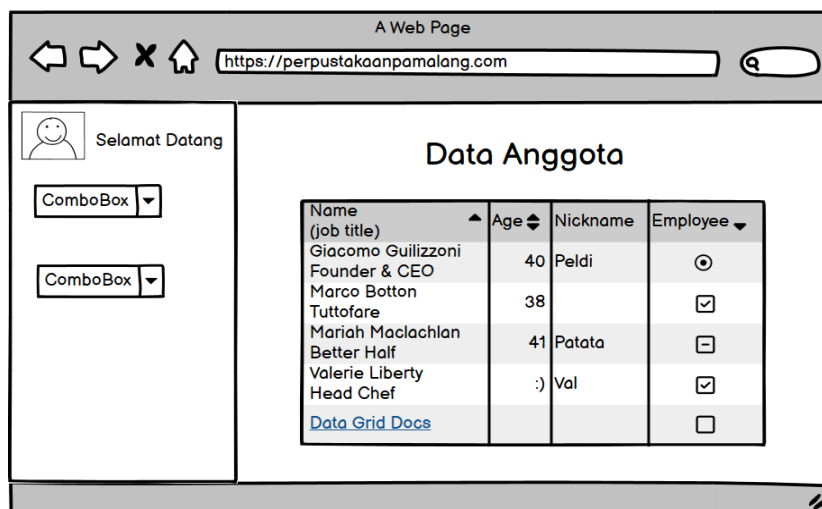 A Web Page
https://perpustakaanpamalang.com
Selamat Datang
ComboBox
ComboBox
Data Anggota
Name
(job title)
Age
Nickname
Employee
Giacomo Guilizzoni
Founder & CEO
40
Peldi
Marco Botton
Tuttofare
38
Mariah Maclachlan
Better Half
41
Patata
Valerie Liberty
Head Chef
:)
Val
Data Grid Docs